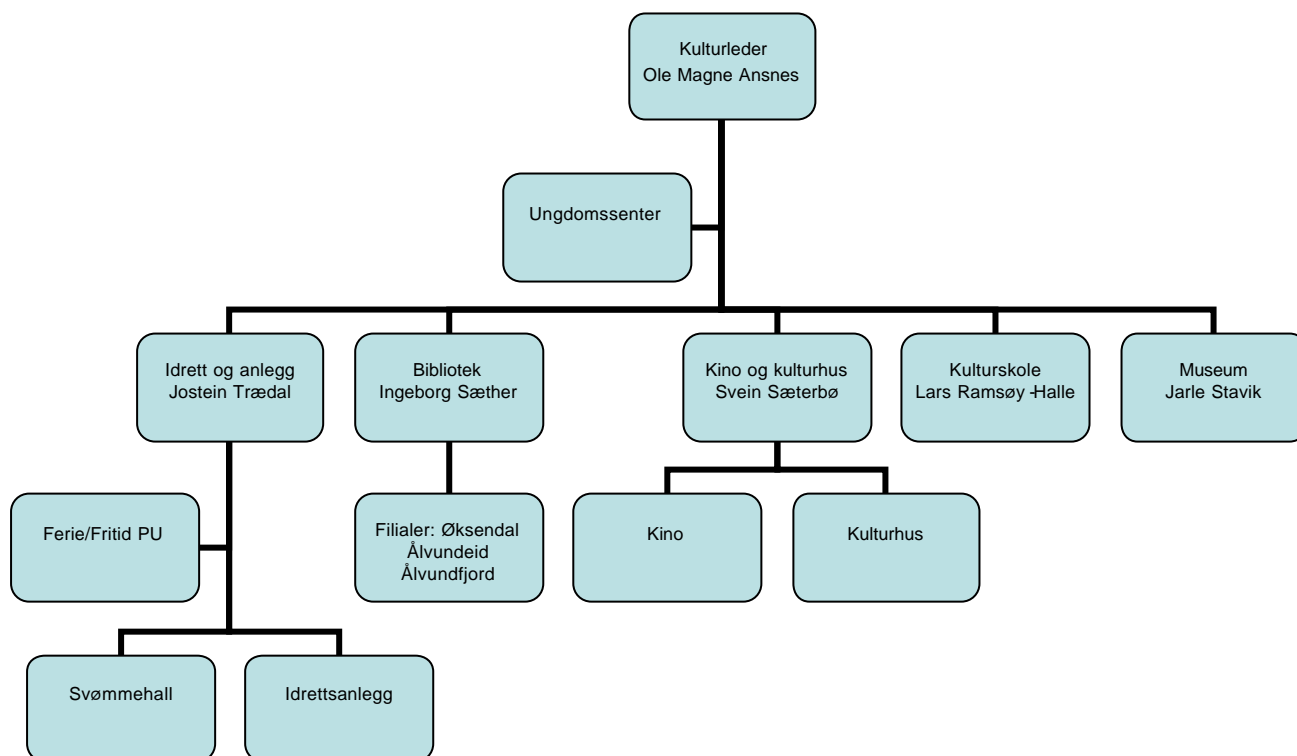 Kulturleder
Ole Magne Ansnes
Ungdomssenter
Idrett og anlegg
Jostein Trædal
Bibliotek
Ingeborg Sæther
Kino og kulturhus
Svein Sæterbø
Kulturskole
Lars Ramsøy -Halle
Museum
Jarle Stavik
Ferie/Fritid PU
Filialer: Øksendal
Ålvundeid
Ålvundfjord
Kino
Kulturhus
Svømmehall
Idrettsanlegg